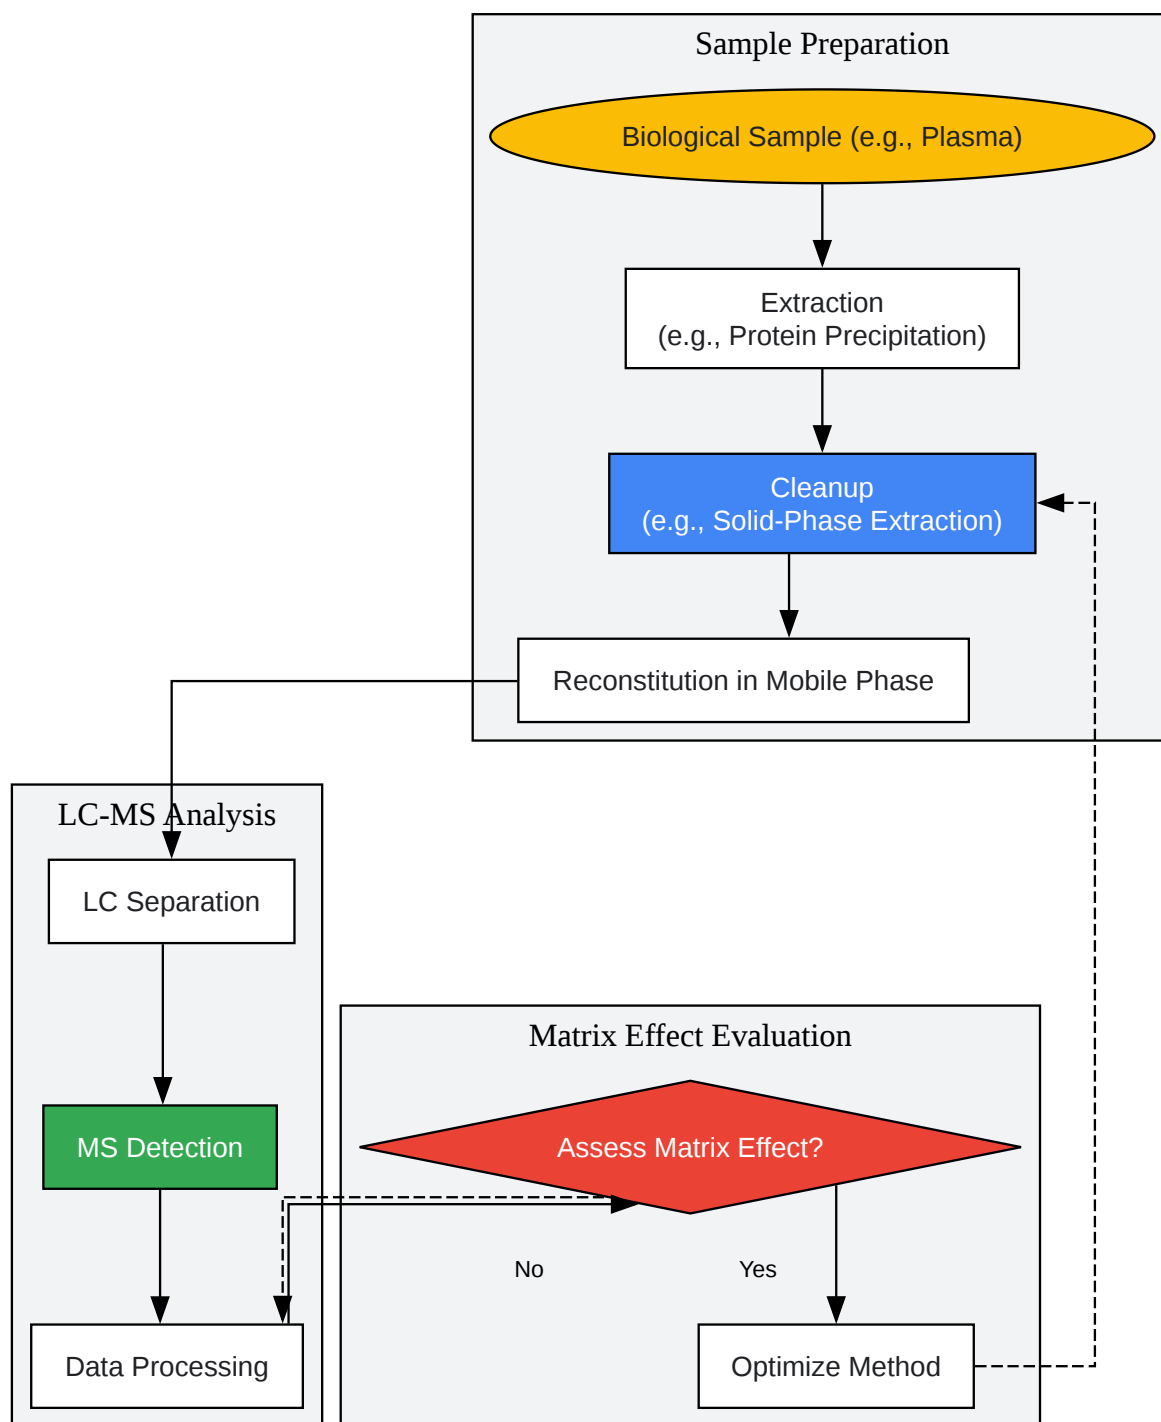 Sample Preparation
Biological Sample (e.g., Plasma)
Extraction
(e.g., Protein Precipitation)
Cleanup
(e.g., Solid-Phase Extraction)
Reconstitution in Mobile Phase
LC-MS Analysis
LC Separation
MS Detection
Data Processing
Matrix Effect Evaluation
Assess Matrix Effect?
No
Yes
Optimize Method